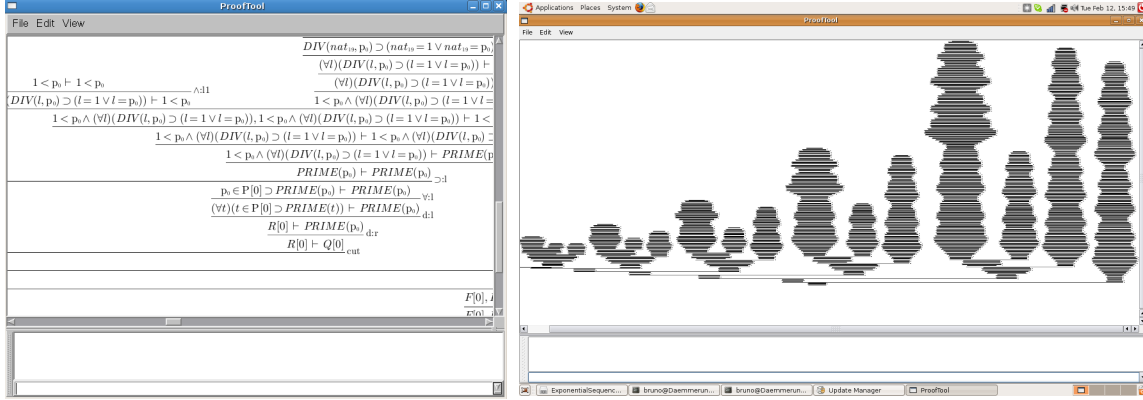 ProofTool
File Edit View
DIV(nat₁₉, p₀) ⊃ (nat₁₉ = 1 ∨ nat₁₉ = p₀)
(∀l)(DIV(l, p₀) ⊃ (l = 1 ∨ l = p₀)) ⊢
1 < p₀ ⊢ 1 < p₀
(∀l)(DIV(l, p₀) ⊃ (l = 1 ∨ l = p₀)
∧:l1
(DIV(l, p₀) ⊃ (l = 1 ∨ l = p₀)) ⊢ 1 < p₀
1 < p₀ ∧ (∀l)(DIV(l, p₀) ⊃ (l = 1 ∨ l =
1 < p₀ ∧ (∀l)(DIV(l, p₀) ⊃ (l = 1 ∨ l = p₀)), 1 < p₀ ∧ (∀l)(DIV(l, p₀) ⊃ (l = 1 ∨ l = p₀)) ⊢ 1 <
1 < p₀ ∧ (∀l)(DIV(l, p₀) ⊃ (l = 1 ∨ l = p₀)) ⊢ 1 < p₀ ∧ (∀l)(DIV(l, p₀) ⊃
1 < p₀ ∧ (∀l)(DIV(l, p₀) ⊃ (l = 1 ∨ l = p₀)) ⊢ PRIME(p
PRIME(p₀) ⊢ PRIME(p₀)
⊃:l
p₀ ∈ P[0] ⊃ PRIME(p₀) ⊢ PRIME(p₀)
∀:l
(∀t)(t ∈ P[0] ⊃ PRIME(t)) ⊢ PRIME(p₀)
d:l
R[0] ⊢ PRIME(p₀)
d:r
R[0] ⊢ Q[0]
cut
F[0],
Applications Places System
Tue Feb 12, 15:49
ProofTool
File Edit View
ExponentialSequenc... bruno@Daemmerun... bruno@Daemmerun... Update Manager ProofTool